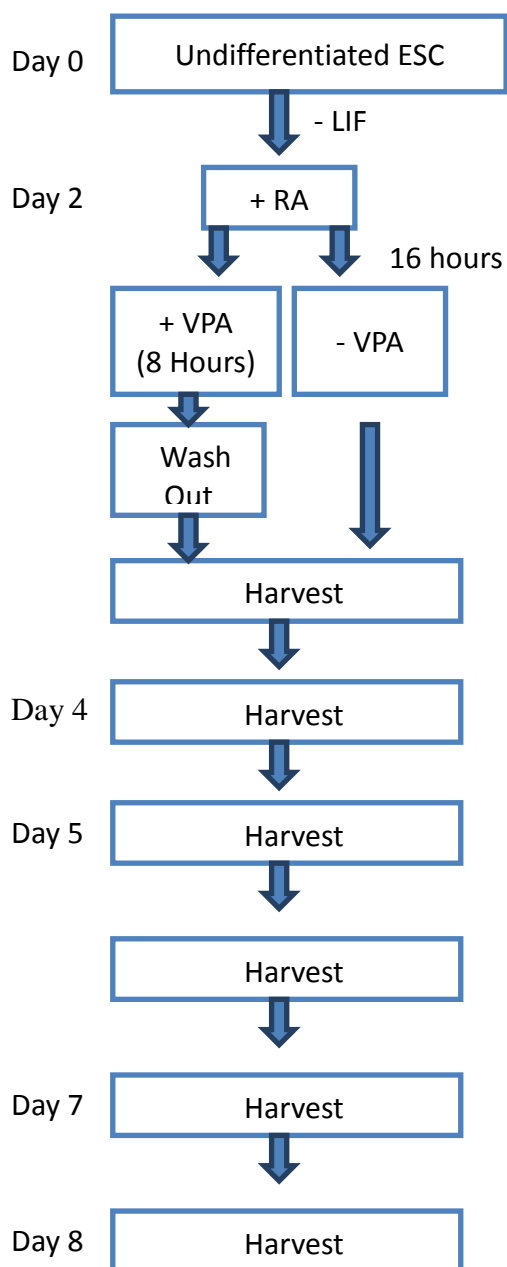 Day 0
Undifferentiated ESC
- LIF
Day 2
+ RA
16 hours
+ VPA
(8 Hours)
- VPA
Wash
Out
Harvest
Day 4
Harvest
Day 5
Harvest
Harvest
Day 7
Harvest
Day 8
Harvest